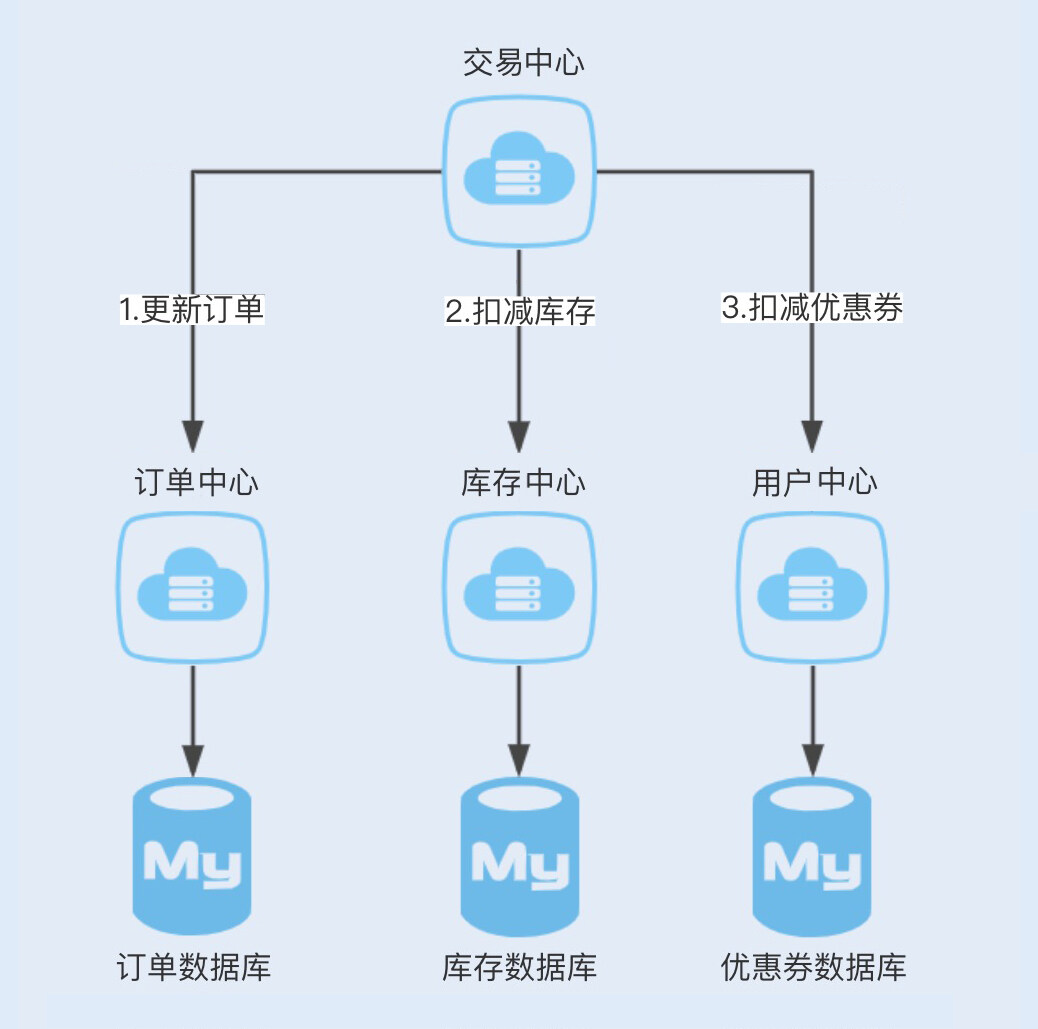 交易中心
1.更新订单
2.扣减库存
3.扣减优惠券
订单中心
库存中心
用户中心
My
My
My
订单数据库
库存数据库
优惠券数据库